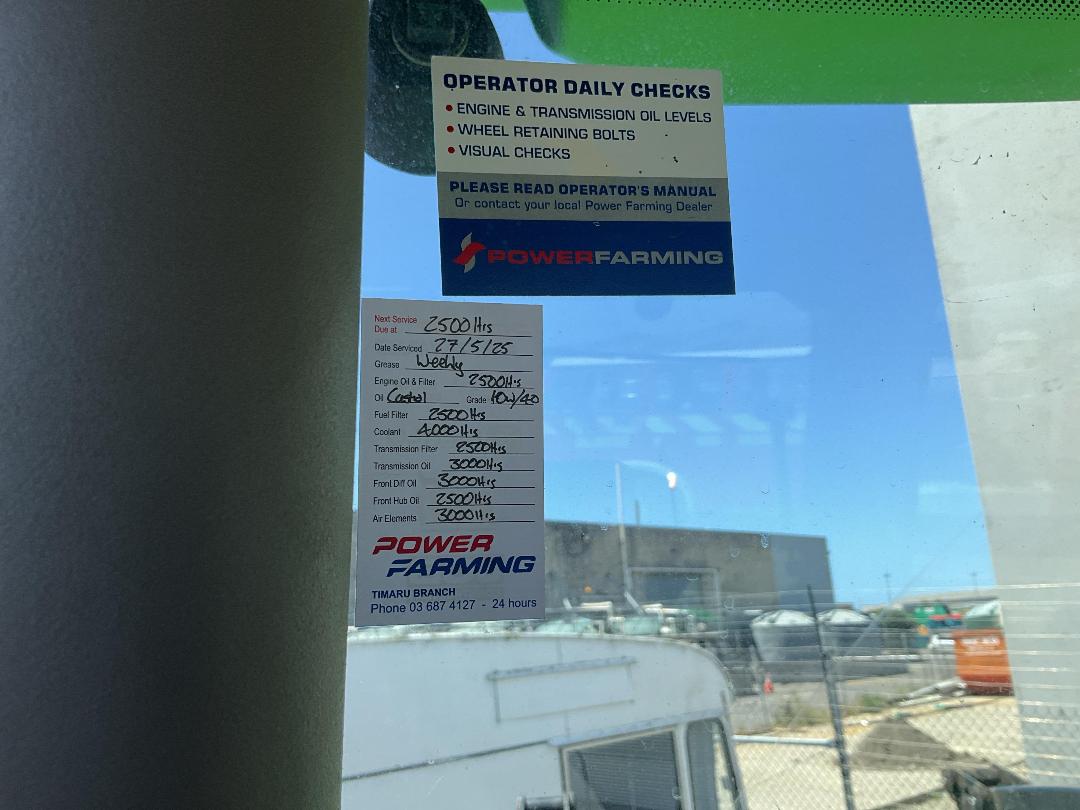 OPERATOR DAILY CHECKS
• ENGINE & TRANSMISSION OIL LEVELS
• WHEEL RETAINING BOLTS
• VISUAL CHECKS
PLEASE READ OPERATOR'S MANUAL
Or contact your local Power Farming Dealer
POWERFARMING
Next Service
Due at 2500 Hrs
Date Serviced 27/5/25
Grease Weekly
Engine Oil & Filter 2500Hrs
Oil Castrol Grade 10w/40
Fuel Filter 2500Hrs
Coolant 4000Hrs
Transmission Filter 2500Hrs
Transmission Oil 3000Hrs
Front Diff Oil 3000Hrs
Front Hub Oil 2500Hrs
Air Elements 3000Hrs
POWER
FARMING
TIMARU BRANCH
Phone 03 687 4127 - 24 hours